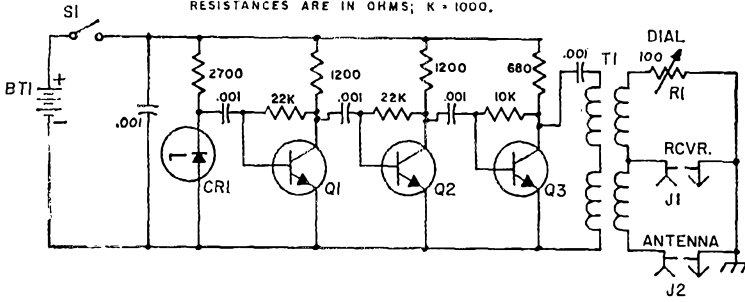 RESISTANCES ARE IN OHMS; K = 1000.
S1
DIAL
.001
T1
100
R1
2700
1200
1200
680
BT1
+
-
.001
.001
22K
.001
22K
.001
10K
RCVR.
J1
CR1
Q1
Q2
Q3
ANTENNA
J2